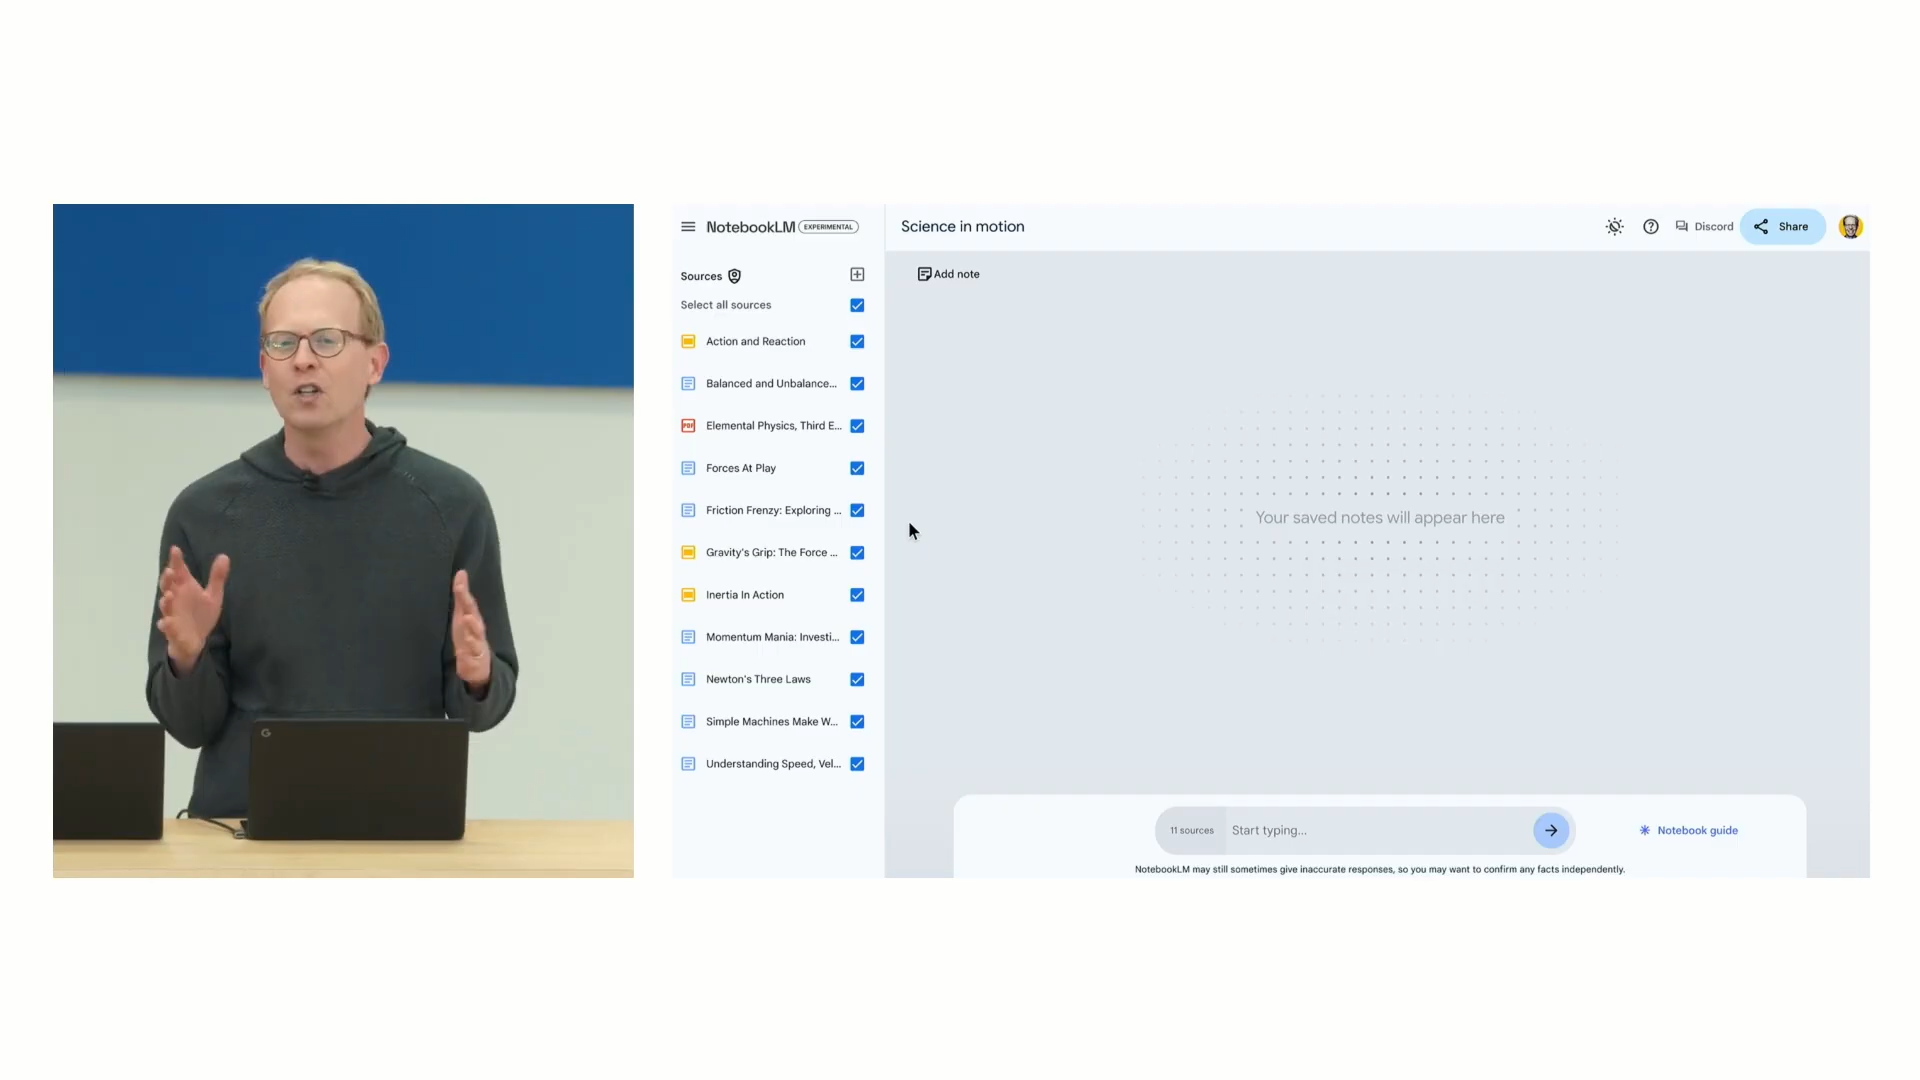 NotebookLM EXPERIMENTAL
Science in motion
Discord
Share
Sources
Select all sources
Add note
Action and Reaction
Balanced and Unbalance...
PDF
Elemental Physics, Third E...
Forces At Play
Friction Frenzy: Exploring ...
Gravity's Grip: The Force ...
Inertia In Action
Momentum Mania: Investi...
Newton's Three Laws
Simple Machines Make W...
Understanding Speed, Vel...
Your saved notes will appear here
11 sources
Start typing...
Notebook guide
NotebookLM may still sometimes give inaccurate responses, so you may want to confirm any facts independently.
G